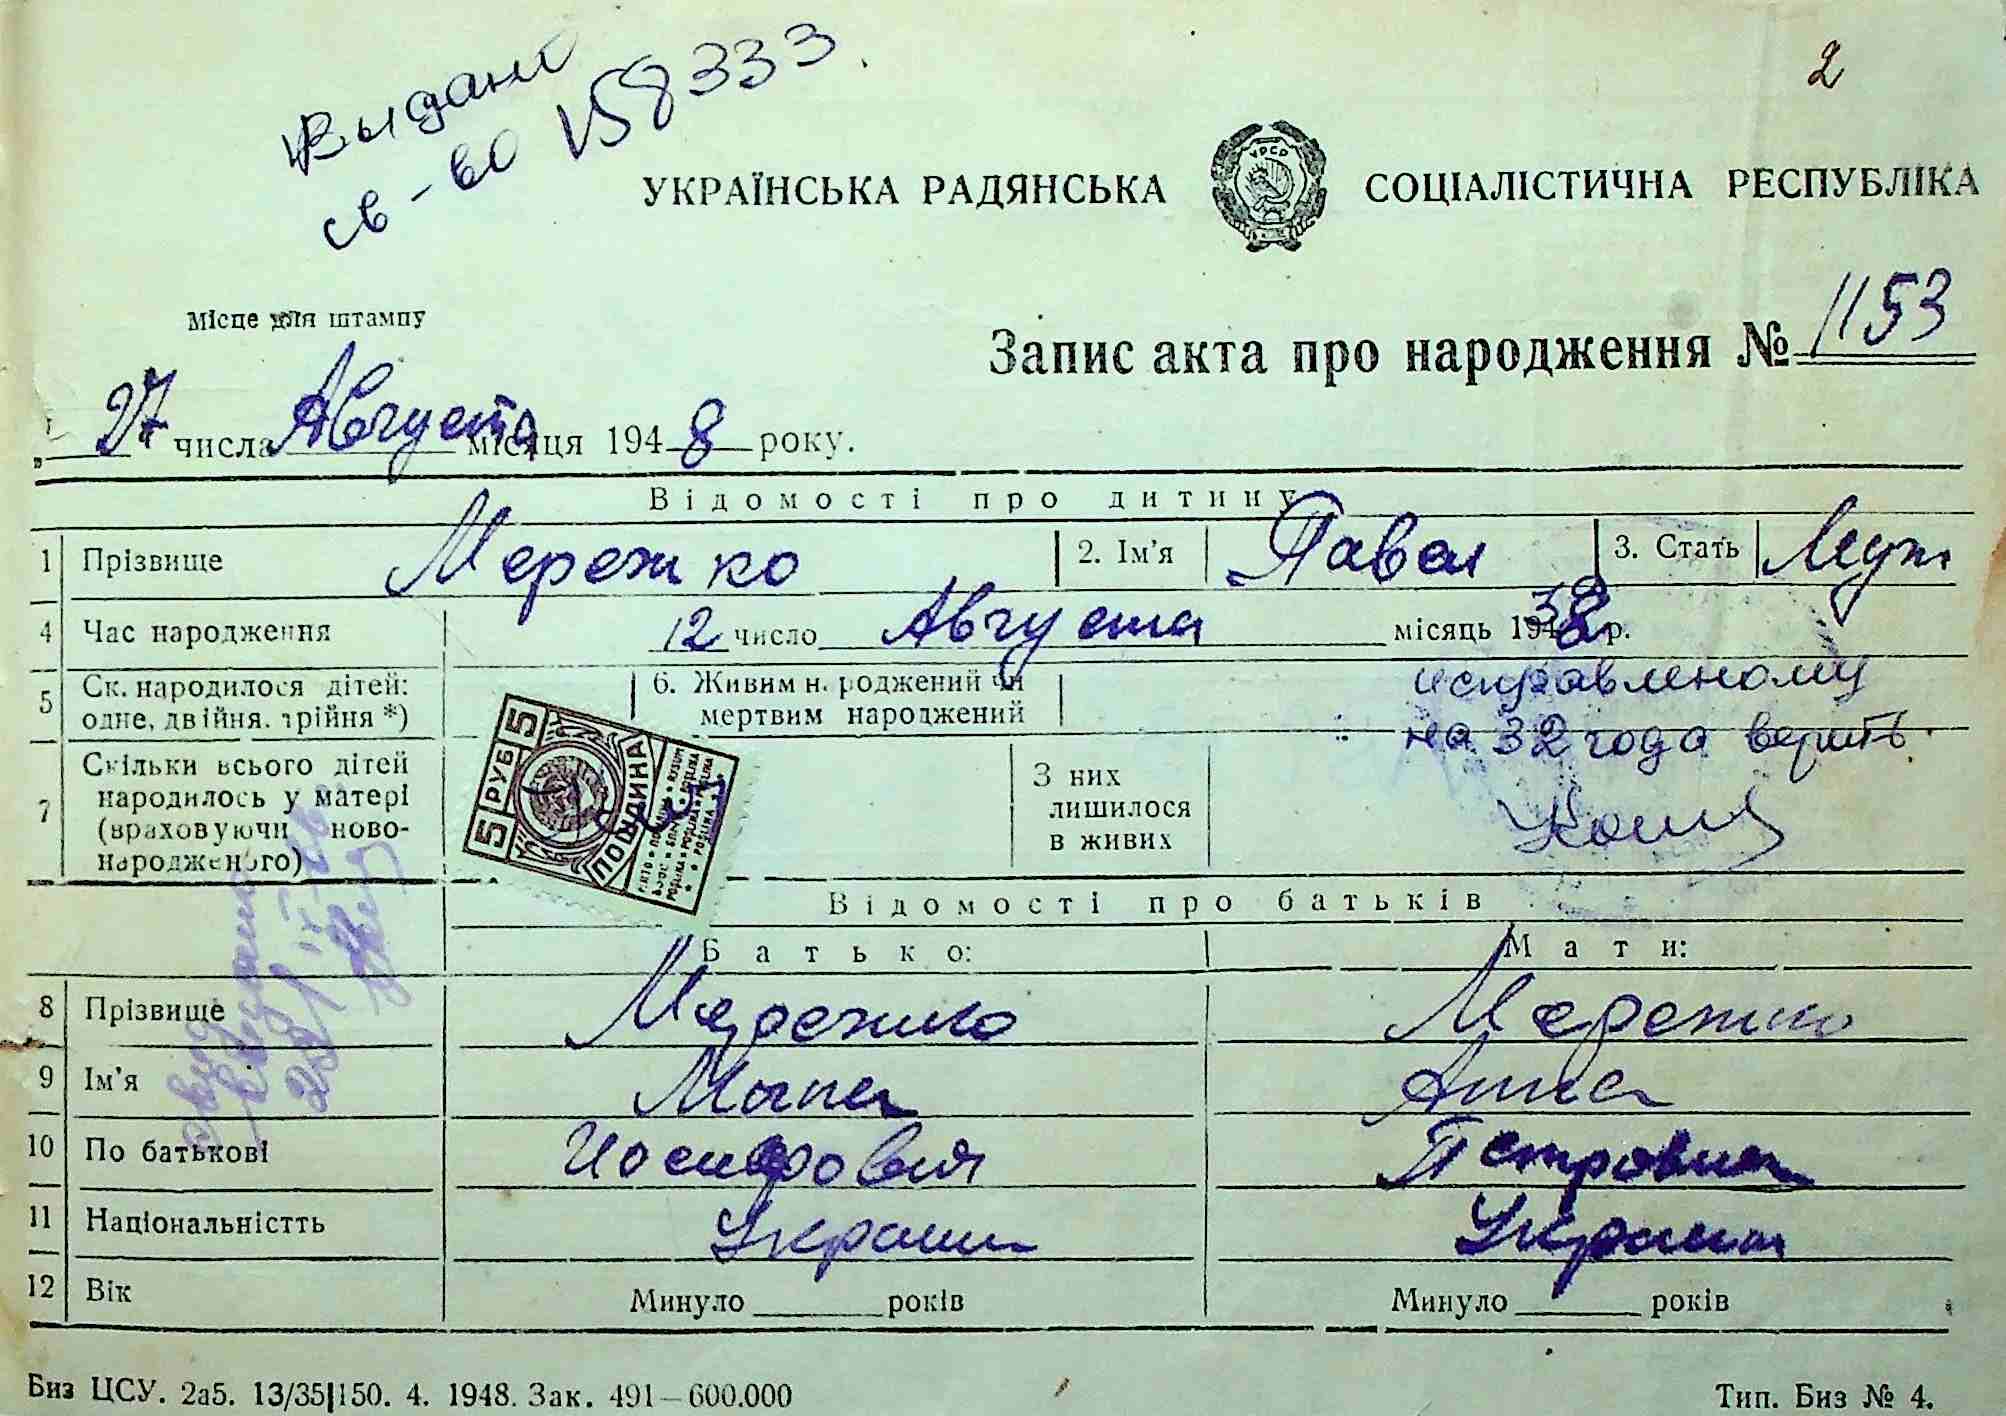 2
Выдано
св-во 158333.
УКРАЇНСЬКА РАДЯНСЬКА СОЦІАЛІСТИЧНА РЕСПУБЛІКА
УРСР
Місце для штампу
Запис акта про народження № 1153
„27" числа Августа місяця 1948 року.
Відомості про дитину
1 Прізвище Мережко 2. Ім'я Павел 3. Стать Муж
4 Час народження 12 число Августа місяць 1932 р.
5 Ск. народилося дітей: одне, двійня, трійня *) 6. Живим народжений чи мертвим народжений
исправленому
на 32 года верить.
7 Скільки всього дітей народилось у матері (враховуючи ново-народженого) З них лишилося в живих
5 РУБ 5
5
ПОШЛИНА
Відомості про батьків
Батько: Мати:
8 Прізвище Мережко Мережко
9 Ім'я Анна
10 По батькові Иосифович Петровна
11 Національністть Украин Украин
12 Вік Минуло років Минуло років
Биз ЦСУ. 2а5. 13/35|150. 4. 1948. Зак. 491—600.000 Тип. Биз № 4.